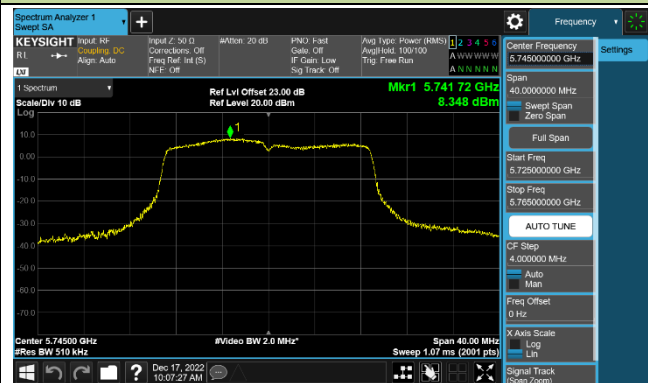 Spectrum Analyzer 1
Swept SA
+
Frequency
KEYSIGHT
Input: RF
Coupling: DC
Align: Auto
RL
LXI
Input Z: 50 Ω
Corrections: Off
Freq Ref: Int (S)
NFE: Off
#Atten: 20 dB
PNO: Fast
Gate: Off
IF Gain: Low
Sig Track: Off
Avg Type: Power (RMS)
Avg|Hold: 100/100
Trig: Free Run
1 2 3 4 5 6
A W W W W W
A N N N N N
1 Spectrum
Scale/Div 10 dB
Log
Ref Lvl Offset 23.00 dB
Ref Level 20.00 dBm
Mkr1 5.741 72 GHz
8.348 dBm
1
10.0
0.00
-10.0
-20.0
-30.0
-40.0
-50.0
-60.0
-70.0
Center 5.74500 GHz
#Res BW 510 kHz
#Video BW 2.0 MHz*
Span 40.00 MHz
Sweep 1.07 ms (2001 pts)
Dec 17, 2022
10:07:27 AM
Center Frequency
5.745000000 GHz
Settings
Span
40.0000000 MHz
Swept Span
Zero Span
Full Span
Start Freq
5.725000000 GHz
Stop Freq
5.765000000 GHz
AUTO TUNE
CF Step
4.000000 MHz
Auto
Man
Freq Offset
0 Hz
X Axis Scale
Log
Lin
Signal Track
(Span Zoom)